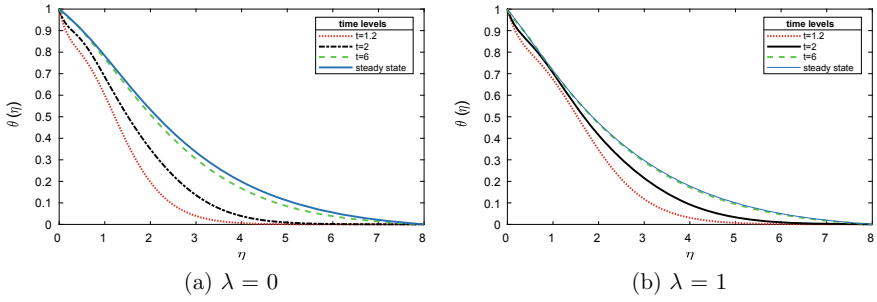 time levels
t=1.2
t=2
t=6
steady state
1
0.9
0.8
0.7
0.6
0.5
0.4
0.3
0.2
0.1
0
θ (η)
0 1 2 3 4 5 6 7 8
η
(a) λ = 0
time levels
t=1.2
t=2
t=6
steady state
1
0.9
0.8
0.7
0.6
0.5
0.4
0.3
0.2
0.1
0
θ (η)
0 1 2 3 4 5 6 7 8
η
(b) λ = 1